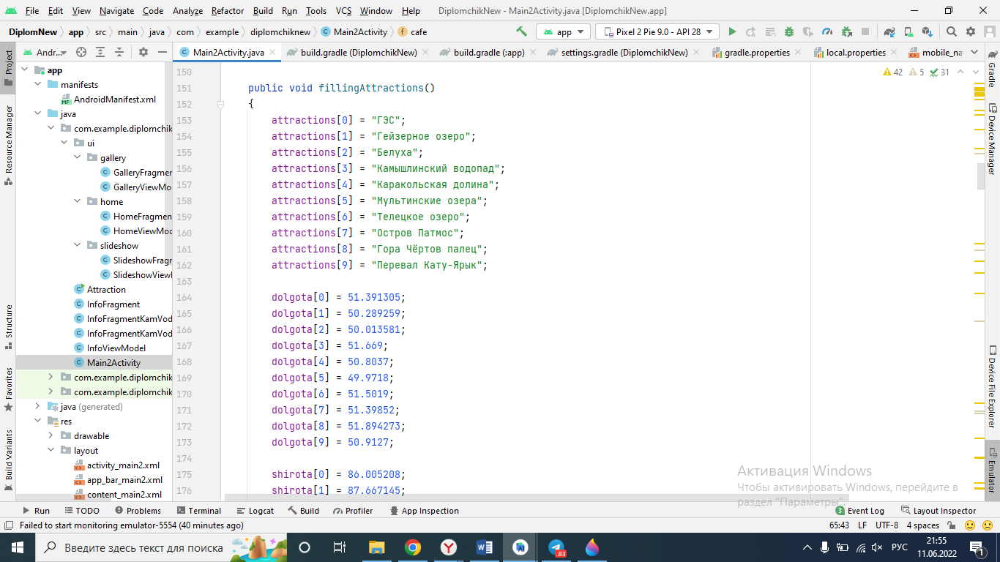 File Edit View Navigate Code Analyze Refactor Build Run Tools VCS Window Help DiplomchikNew - Main2Activity.java [DiplomchikNew.app]
DiplomNew app src main java com example diplomchiknew Main2Activity cafe app Pixel 2 Pie 9.0 - API 28
Andr... Main2Activity.java build.gradle (DiplomchikNew) build.gradle (:app) settings.gradle (DiplomchikNew) gradle.properties local.properties mobile_na
Project
Resource Manager
Structure
Favorites
Build Variants
app
manifests
AndroidManifest.xml
java
com.example.diplomchik
ui
gallery
GalleryFragmen
GalleryViewMo
home
HomeFragmen
HomeViewMod
slideshow
SlideshowFragr
SlideshowViewI
Attraction
InfoFragment
InfoFragmentKamVod
InfoFragmentKamVod
InfoViewModel
Main2Activity
com.example.diplomchik
com.example.diplomchik
java (generated)
res
drawable
layout
activity_main2.xml
app_bar_main2.xml
content_main2.xml
42 5 31
150
151 public void fillingAttractions()
152 {
153 attractions[0] = "ГЭС";
154 attractions[1] = "Гейзерное озеро";
155 attractions[2] = "Белуха";
156 attractions[3] = "Камышлинский водопад";
157 attractions[4] = "Каракольская долина";
158 attractions[5] = "Мультинские озера";
159 attractions[6] = "Телецкое озеро";
160 attractions[7] = "Остров Патмос";
161 attractions[8] = "Гора Чёртов палец";
162 attractions[9] = "Перевал Кату-Ярык";
163
164 dolgota[0] = 51.391305;
165 dolgota[1] = 50.289259;
166 dolgota[2] = 50.013581;
167 dolgota[3] = 51.669;
168 dolgota[4] = 50.8037;
169 dolgota[5] = 49.9718;
170 dolgota[6] = 51.5019;
171 dolgota[7] = 51.39852;
172 dolgota[8] = 51.894273;
173 dolgota[9] = 50.9127;
174
175 shirota[0] = 86.005208;
176 shirota[1] = 87.667145;
Gradle
Device Manager
Device File Explorer
Emulator
Активация Windows
Чтобы активировать Windows, перейдите в
раздел "Параметры".
Run TODO Problems Terminal Logcat Build Profiler App Inspection 3 Event Log Layout Inspector
Failed to start monitoring emulator-5554 (40 minutes ago) 65:43 LF UTF-8 4 spaces
Введите здесь текст для поиска .83 РУС 21:55
11.06.2022 1